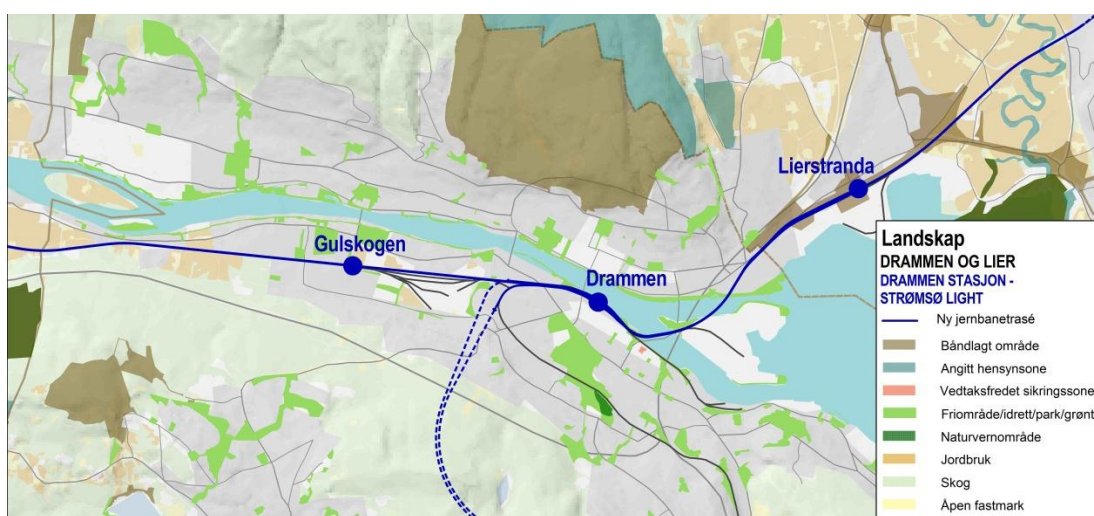 Lierstranda
Gulskogen
Drammen
Landskap
DRAMMEN OG LIER
DRAMMEN STASJON -
STRØMSØ LIGHT
Ny jernbanetrasé
Båndlagt område
Angitt hensynsone
Vedtaksfredet sikringssone
Friområde/idrett/park/grønt
Naturvernområde
Jordbruk
Skog
Åpen fastmark